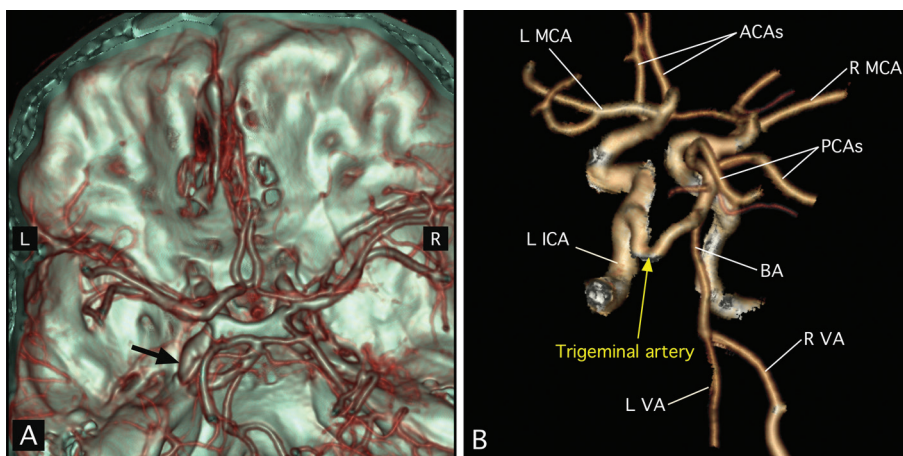 L
R
A
L MCA
ACAs
R MCA
PCAs
L ICA
BA
Trigeminal artery
R VA
L VA
B